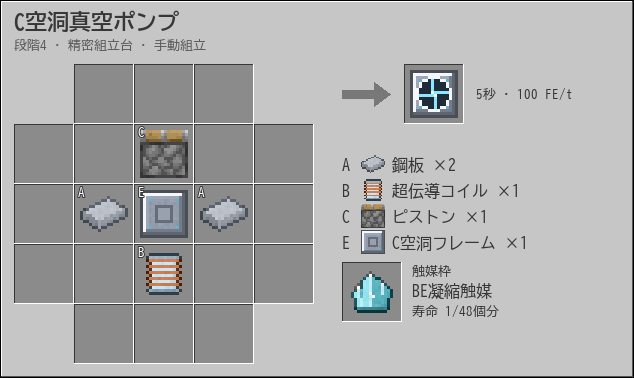 C空洞真空ポンプ
段階4 · 精密組立台 · 手動組立
C
A
E
A
B
5秒 · 100 FE/t
A 鋼板 ×2
B 超伝導コイル ×1
C ピストン ×1
E C空洞フレーム ×1
触媒枠
BE凝縮触媒
寿命 1/48個分